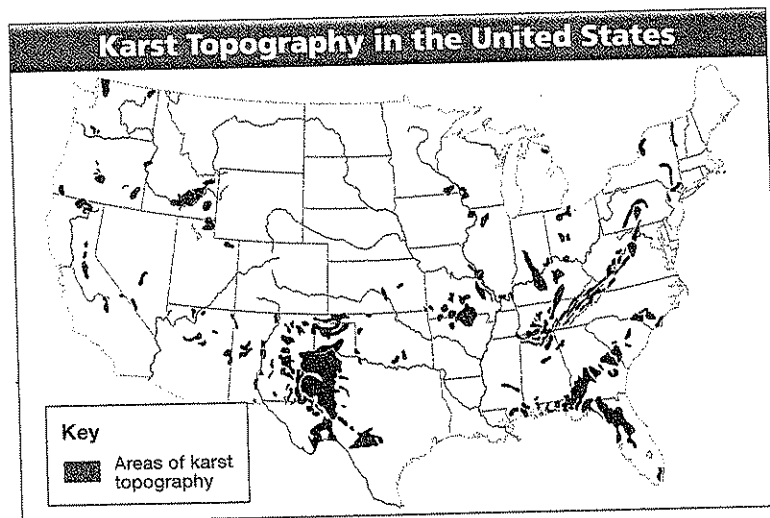 Karst Topography in the United States
Key
Areas of karst
topography